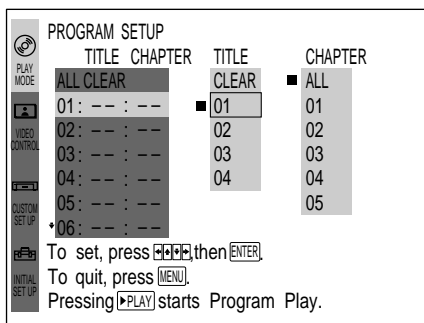 PROGRAM SETUP
TITLE CHAPTER TITLE CHAPTER
ALL CLEAR CLEAR ALL
01: – – : – – 01 01
02: – – : – – 02 02
03: – – : – – 03 03
04: – – : – – 04 04
05: – – : – – 05
06: – – : – –
PLAY
MODE
VIDEO
CONTROL
CUSTOM
SET UP
INITIAL
SET UP
To set, press ,then ENTER.
To quit, press MENU.
Pressing PLAY starts Program Play.